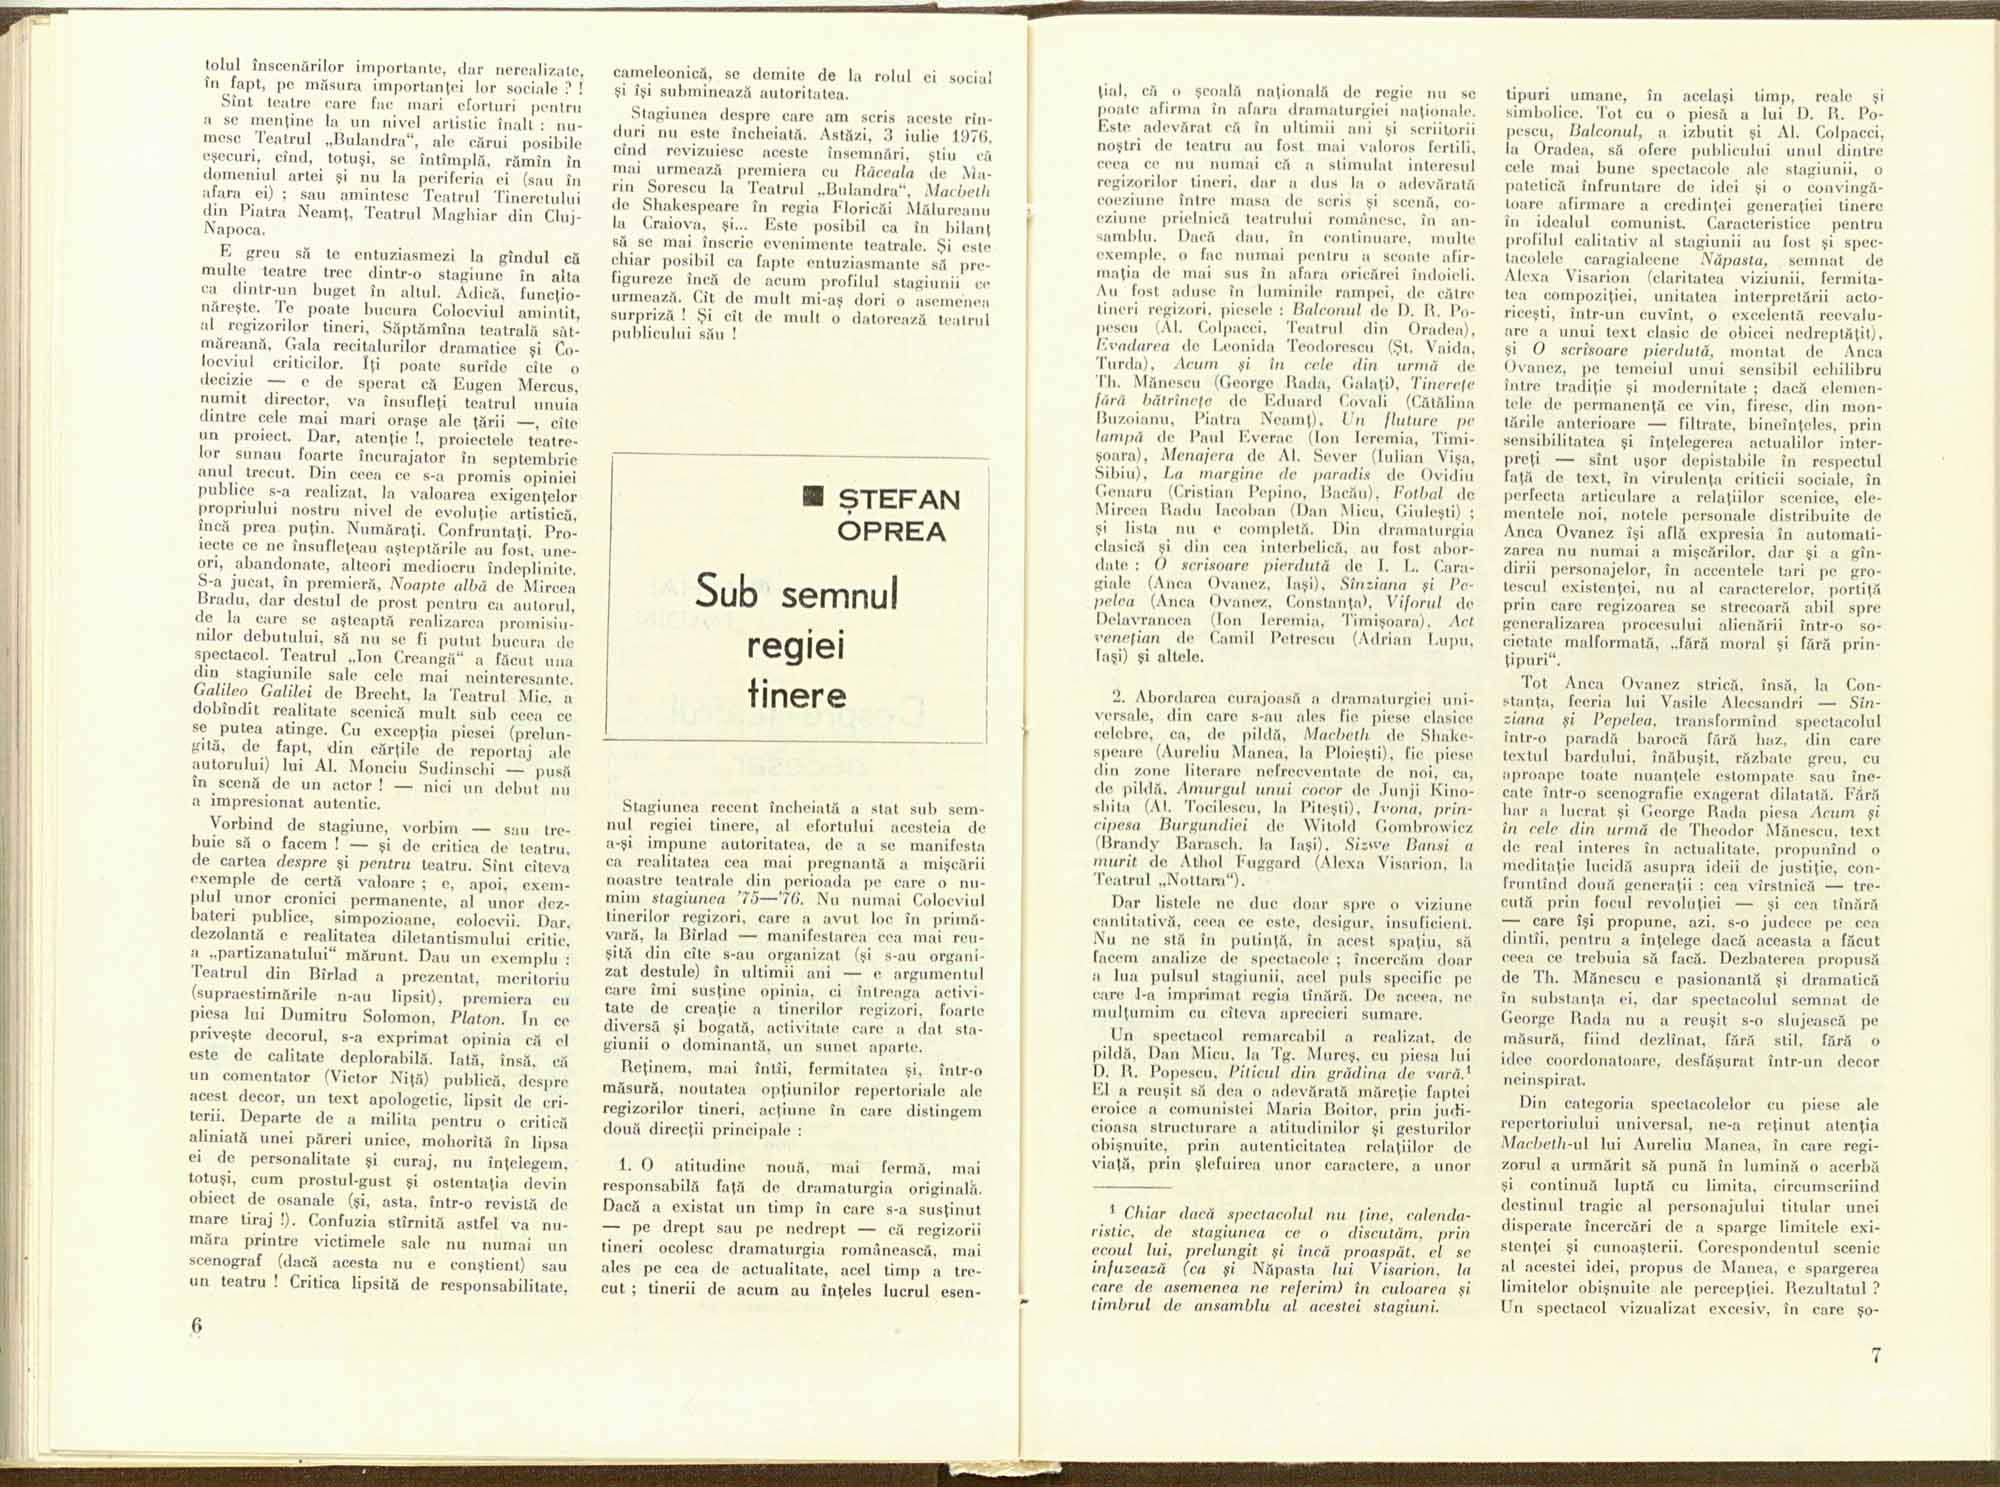 tolul înscenărilor importante, dar nerealizate,
în fapt, pe măsura importanței lor sociale ? !
Sînt teatre care fac mari eforturi pentru
a se menține la un nivel artistic înalt : nu-
mesc Teatrul „Bulandra“, ale cărui posibile
eșecuri, cînd, totuși, se întîmplă, rămîn în
domeniul artei și nu la periferia ei (sau în
afara ei) ; sau amintesc Teatrul Tineretului
din Piatra Neamț, Teatrul Maghiar din Cluj-
Napoca.
E greu să te entuziasmezi la gîndul că
multe teatre trec dintr-o stagiune în alta
ca dintr-un buget în altul. Adică, funcțio-
nărește. Te poate bucura Colocviul amintit,
al regizorilor tineri, Săptămîna teatrală săt-
măreană, Gala recitalurilor dramatice și Co-
locviul criticilor. Îți poate surîde cîte o
decizie — e de sperat că Eugen Mercus,
numit director, va însufleți teatrul unuia
dintre cele mai mari orașe ale țării —, cîte
un proiect. Dar, atenție !, proiectele teatre-
lor sunau foarte încurajator în septembrie
anul trecut. Din ceea ce s-a promis opiniei
publice s-a realizat, la valoarea exigențelor
propriului nostru nivel de evoluție artistică,
încă prea puțin. Numărați. Confruntați. Pro-
iecte ce ne însuflețeau așteptările au fost, une-
ori, abandonate, alteori mediocru îndeplinite.
S-a jucat, în premieră, Noapte albă de Mircea
Bradu, dar destul de prost pentru ca autorul,
de la care se așteaptă realizarea promisiu-
nilor debutului, să nu se fi putut bucura de
spectacol. Teatrul „Ion Creangă“ a făcut una
din stagiunile sale cele mai neinteresante.
Galileo Galilei de Brecht, la Teatrul Mic, a
dobîndit realitate scenică mult sub ceea ce
se putea atinge. Cu excepția piesei (prelun-
gită, de fapt, din cărțile de reportaj ale
autorului) lui Al. Monciu Sudinschi — pusă
în scenă de un actor ! — nici un debut nu
a impresionat autentic.
Vorbind de stagiune, vorbim — sau tre-
buie să o facem ! — și de critica de teatru,
de cartea despre și pentru teatru. Sînt cîteva
exemple de certă valoare ; e, apoi, exem-
plul unor cronici permanente, al unor dez-
bateri publice, simpozioane, colocvii. Dar,
dezolantă e realitatea diletantismului critic,
a „partizanatului“ mărunt. Dau un exemplu :
Teatrul din Bîrlad a prezentat, meritoriu
(supraestimările n-au lipsit), premiera cu
piesa lui Dumitru Solomon, Platon. In ce
privește decorul, s-a exprimat opinia că el
este de calitate deplorabilă. Iată, însă, că
un comentator (Victor Niță) publică, despre
acest decor, un text apologetic, lipsit de cri-
terii. Departe de a milita pentru o critică
aliniată unei păreri unice, mohorîtă în lipsa
ei de personalitate și curaj, nu înțelegem,
totuși, cum prostul-gust și ostentația devin
obiect de osanale (și, asta, într-o revistă de
mare tiraj !). Confuzia stîrnită astfel va nu-
măra printre victimele sale nu numai un
scenograf (dacă acesta nu e conștient) sau
un teatru ! Critica lipsită de responsabilitate,
6
cameleonică, se demite de la rolul ei social
și își subminează autoritatea.
Stagiunea despre care am scris aceste rîn-
duri nu este încheiată. Astăzi, 3 iulie 1976,
cînd revizuiesc aceste însemnări, știu că
mai urmează premiera cu Răceala de Ma-
rin Sorescu la Teatrul „Bulandra“, Macbeth
de Shakespeare în regia Floricăi Mălureanu
la Craiova, și... Este posibil ca în bilanț
să se mai înscrie evenimente teatrale. Și este
chiar posibil ca fapte entuziasmante să pre-
figureze încă de acum profilul stagiunii ce
urmează. Cît de mult mi-aș dori o asemenea
surpriză ! Și cît de mult o datorează teatrul
publicului său !
■ ȘTEFAN
OPREA
Sub semnul
regiei
tinere
Stagiunea recent încheiată a stat sub sem-
nul regiei tinere, al efortului acesteia de
a-și impune autoritatea, de a se manifesta
ca realitatea cea mai pregnantă a mișcării
noastre teatrale din perioada pe care o nu-
mim stagiunea '75—'76. Nu numai Colocviul
tinerilor regizori, care a avut loc în primă-
vară, la Bîrlad — manifestarea cea mai reu-
șită din cîte s-au organizat (și s-au organi-
zat destule) în ultimii ani — e argumentul
care îmi susține opinia, ci întreaga activi-
tate de creație a tinerilor regizori, foarte
diversă și bogată, activitate care a dat sta-
giunii o dominantă, un sunet aparte.
Reținem, mai întîi, fermitatea și, într-o
măsură, noutatea opțiunilor repertoriale ale
regizorilor tineri, acțiune în care distingem
două direcții principale :
1. O atitudine nouă, mai fermă, mai
responsabilă față de dramaturgia originală.
Dacă a existat un timp în care s-a susținut
— pe drept sau pe nedrept — că regizorii
tineri ocolesc dramaturgia românească, mai
ales pe cea de actualitate, acel timp a tre-
cut ; tinerii de acum au înțeles lucrul esen-
țial, că o școală națională de regie nu se
poate afirma în afara dramaturgiei naționale.
Este adevărat că în ultimii ani și scriitorii
noștri de teatru au fost mai valoros fertili,
ceea ce nu numai că a stimulat interesul
regizorilor tineri, dar a dus la o adevărată
coeziune între masa de scris și scenă, co-
eziune prielnică teatrului românesc, în an-
samblu. Dacă dau, în continuare, multe
exemple, o fac numai pentru a scoate afir-
mația de mai sus în afara oricărei îndoieli.
Au fost aduse în luminile rampei, de către
tineri regizori, piesele : Balconul de D. R. Po-
pescu (Al. Colpacci, Teatrul din Oradea),
Evadarea de Leonida Teodorescu (Șt. Vaida,
Turda), Acum și în cele din urmă de
Th. Mănescu (George Rada, Galați), Tinerețe
fără bătrînețe de Eduard Covali (Cătălina
Buzoianu, Piatra Neamț), Un fluture pe
lampă de Paul Everac (Ion Ieremia, Timi-
șoara), Menajera de Al. Sever (Iulian Vișa,
Sibiu), La margine de paradis de Ovidiu
Genaru (Cristian Pepino, Bacău), Fotbal de
Mircea Radu Iacoban (Dan Micu, Giulești) ;
și lista nu e completă. Din dramaturgia
clasică și din cea interbelică, au fost abor-
date : O scrisoare pierdută de I. L. Cara-
giale (Anca Ovanez, Iași), Sînziana și Pe-
pelea (Anca Ovanez, Constanța), Viforul de
Delavrancea (Ion Ieremia, Timișoara), Act
venețian de Camil Petrescu (Adrian Lupu,
Iași) și altele.
2. Abordarea curajoasă a dramaturgiei uni-
versale, din care s-au ales fie piese clasice
celebre, ca, de pildă, Macbeth de Shake-
speare (Aureliu Manea, la Ploiești), fie piese
din zone literare nefrecventate de noi, ca,
de pildă, Amurgul unui cocor de Junji Kino-
shita (Al. Tocilescu, la Pitești), Ivona, prin-
cipesa Burgundiei de Witold Gombrowicz
(Brandy Barasch, la Iași), Sizwe Bansi a
murit de Athol Fuggard (Alexa Visarion, la
Teatrul „Nottara“).
Dar listele ne duc doar spre o viziune
cantitativă, ceea ce este, desigur, insuficient.
Nu ne stă în putință, în acest spațiu, să
facem analize de spectacole ; încercăm doar
a lua pulsul stagiunii, acel puls specific pe
care l-a imprimat regia tînără. De aceea, ne
mulțumim cu cîteva aprecieri sumare.
Un spectacol remarcabil a realizat, de
pildă, Dan Micu, la Tg. Mureș, cu piesa lui
D. R. Popescu, Piticul din grădina de vară.¹
El a reușit să dea o adevărată măreție faptei
eroice a comunistei Maria Boitor, prin judi-
cioasa structurare a atitudinilor și gesturilor
obișnuite, prin autenticitatea relațiilor de
viață, prin șlefuirea unor caractere, a unor
¹ Chiar dacă spectacolul nu ține, calenda-
ristic, de stagiunea ce o discutăm, prin
ecoul lui, prelungit și încă proaspăt, el se
infuzează (ca și Năpasta lui Visarion, la
care de asemenea ne referim) în culoarea și
timbrul de ansamblu al acestei stagiuni.
tipuri umane, în același timp, reale și
simbolice. Tot cu o piesă a lui D. R. Po-
pescu, Balconul, a izbutit și Al. Colpacci,
la Oradea, să ofere publicului unul dintre
cele mai bune spectacole ale stagiunii, o
patetică înfruntare de idei și o convingă-
toare afirmare a credinței generației tinere
în idealul comunist. Caracteristice pentru
profilul calitativ al stagiunii au fost și spec-
tacolele caragialeene Năpasta, semnat de
Alexa Visarion (claritatea viziunii, fermita-
tea compoziției, unitatea interpretării acto-
ricești, într-un cuvînt, o excelentă reevalu-
are a unui text clasic de obicei nedreptățit),
și O scrisoare pierdută, montat de Anca
Ovanez, pe temeiul unui sensibil echilibru
între tradiție și modernitate ; dacă elemen-
tele de permanență ce vin, firesc, din mon-
tările anterioare — filtrate, bineînțeles, prin
sensibilitatea și înțelegerea actualilor inter-
preți — sînt ușor depistabile în respectul
față de text, în virulența criticii sociale, în
perfecta articulare a relațiilor scenice, ele-
mentele noi, notele personale distribuite de
Anca Ovanez își află expresia în automati-
zarea nu numai a mișcărilor, dar și a gîn-
dirii personajelor, în accentele tari pe gro-
tescul existenței, nu al caracterelor, portiță
prin care regizoarea se strecoară abil spre
generalizarea procesului alienării într-o so-
cietate malformată, „fără moral și fără prin-
țipuri“.
Tot Anca Ovanez strică, însă, la Con-
stanța, feeria lui Vasile Alecsandri — Sîn-
ziana și Pepelea, transformînd spectacolul
într-o paradă barocă fără haz, din care
textul bardului, înăbușit, răzbate greu, cu
aproape toate nuanțele estompate sau îne-
cate într-o scenografie exagerat dilatată. Fără
har a lucrat și George Rada piesa Acum și
în cele din urmă de Theodor Mănescu, text
de real interes în actualitate, propunînd o
meditație lucidă asupra ideii de justiție, con-
fruntînd două generații : cea vîrstnică — tre-
cută prin focul revoluției — și cea tînără
— care își propune, azi, s-o judece pe cea
dintîi, pentru a înțelege dacă aceasta a făcut
ceea ce trebuia să facă. Dezbaterea propusă
de Th. Mănescu e pasionantă și dramatică
în substanța ei, dar spectacolul semnat de
George Rada nu a reușit s-o slujească pe
măsură, fiind dezlînat, fără stil, fără o
idee coordonatoare, desfășurat într-un decor
neinspirat.
Din categoria spectacolelor cu piese ale
repertoriului universal, ne-a reținut atenția
Macbeth-ul lui Aureliu Manea, în care regi-
zorul a urmărit să pună în lumină o acerbă
și continuă luptă cu limita, circumscriind
destinul tragic al personajului titular unei
disperate încercări de a sparge limitele exi-
stenței și cunoașterii. Corespondentul scenic
al acestei idei, propus de Manea, e spargerea
limitelor obișnuite ale percepției. Rezultatul ?
Un spectacol vizualizat excesiv, în care șo-
7